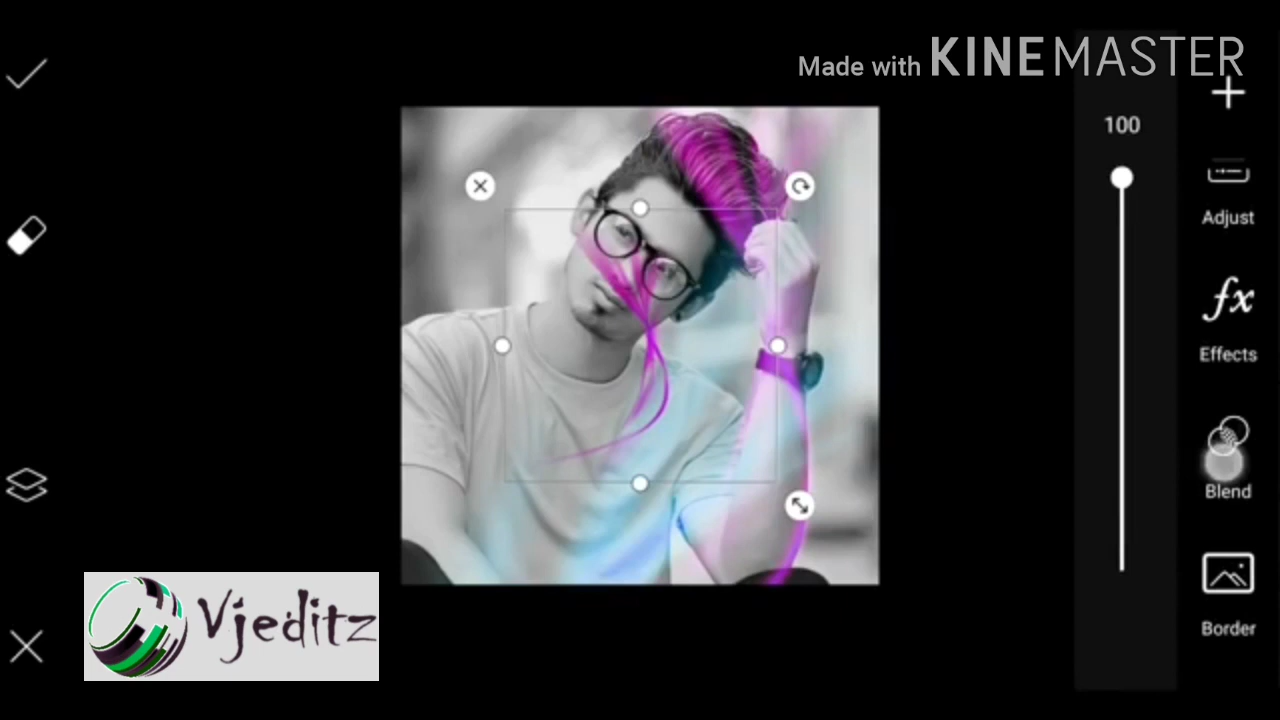 Made with KINEMASTER
100
Adjust
fx
Effects
Blend
Border
Vjeditz